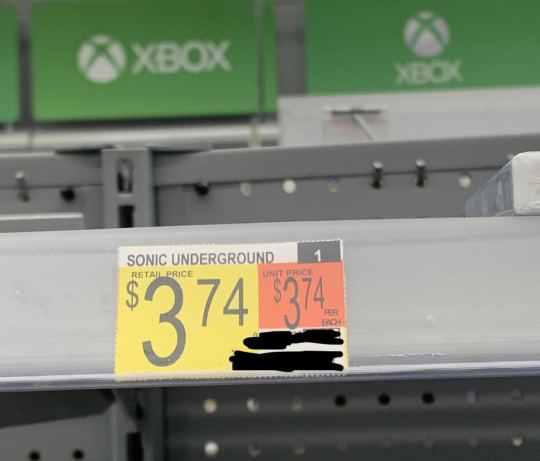 XBOX
XBOX
SONIC UNDERGROUND 1
RETAIL PRICE UNIT PRICE
$3 74 $3 74
PER
EACH